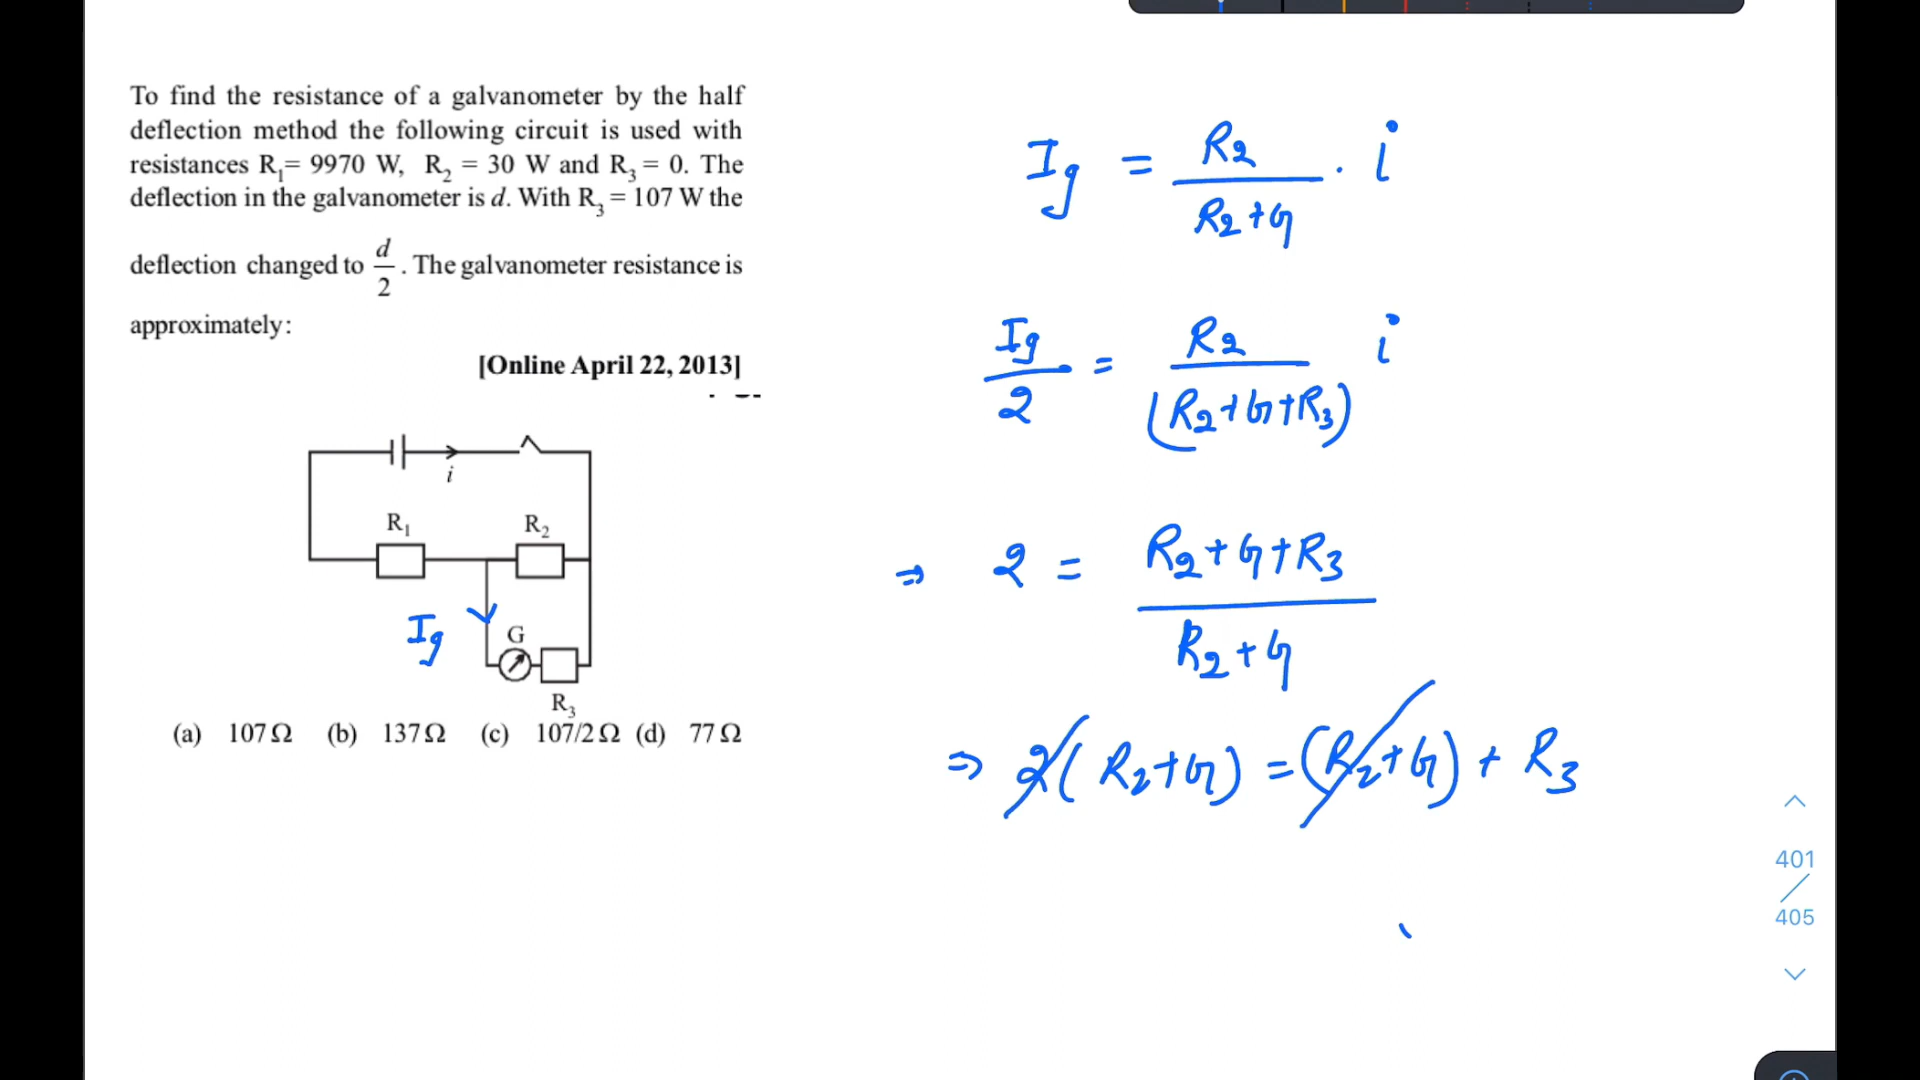 To find the resistance of a galvanometer by the half
deflection method the following circuit is used with
resistances R₁= 9970 W, R₂ = 30 W and R₃ = 0. The
deflection in the galvanometer is d. With R₃ = 107 W the
deflection changed to d/2 . The galvanometer resistance is
approximately:
[Online April 22, 2013]
i
R₁ R₂
Ig
G
R₃
(a) 107Ω (b) 137Ω (c) 107/2Ω (d) 77Ω
Ig = R₂/(R₂+G) . i
Ig/2 = R₂/(R₂+G+R₃) i
⇒ 2 = (R₂+G+R₃)/(R₂+G)
⇒ 2(R₂+G) = (R₂+G) + R₃
401
/
405